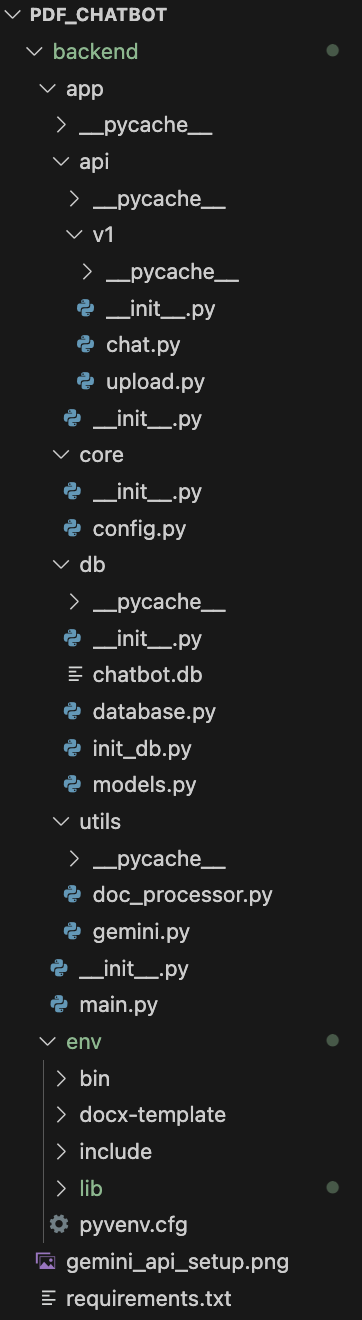 PDF_CHATBOT
backend
app
__pycache__
api
__pycache__
v1
__pycache__
__init__.py
chat.py
upload.py
__init__.py
core
__init__.py
config.py
db
__pycache__
__init__.py
chatbot.db
database.py
init_db.py
models.py
utils
__pycache__
doc_processor.py
gemini.py
__init__.py
main.py
env
bin
docx-template
include
lib
pyvenv.cfg
gemini_api_setup.png
requirements.txt